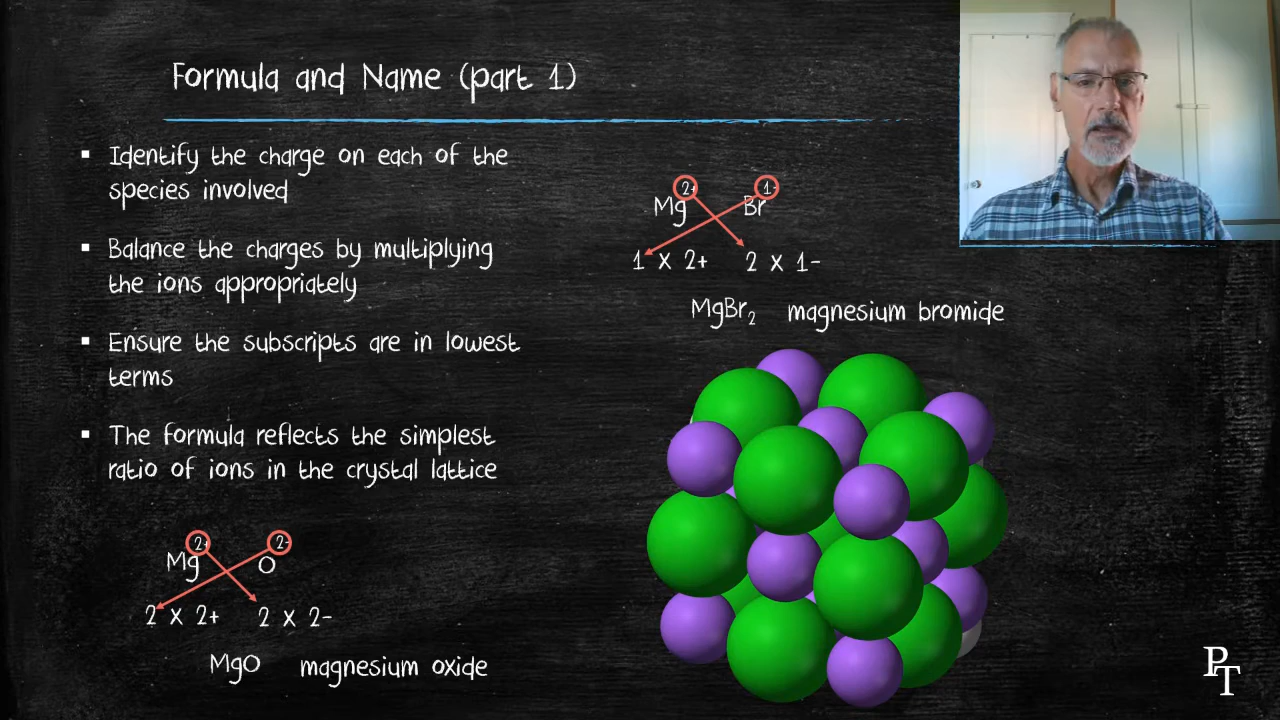 Formula and Name (part 1)
▪ Identify the charge on each of the
species involved
▪ Balance the charges by multiplying
the ions appropriately
▪ Ensure the subscripts are in lowest
terms
▪ The formula reflects the simplest
ratio of ions in the crystal lattice
2+ 2-
Mg O
2 x 2+ 2 x 2-
MgO magnesium oxide
2+ 1-
Mg Br
1 x 2+ 2 x 1-
MgBr₂ magnesium bromide
PT